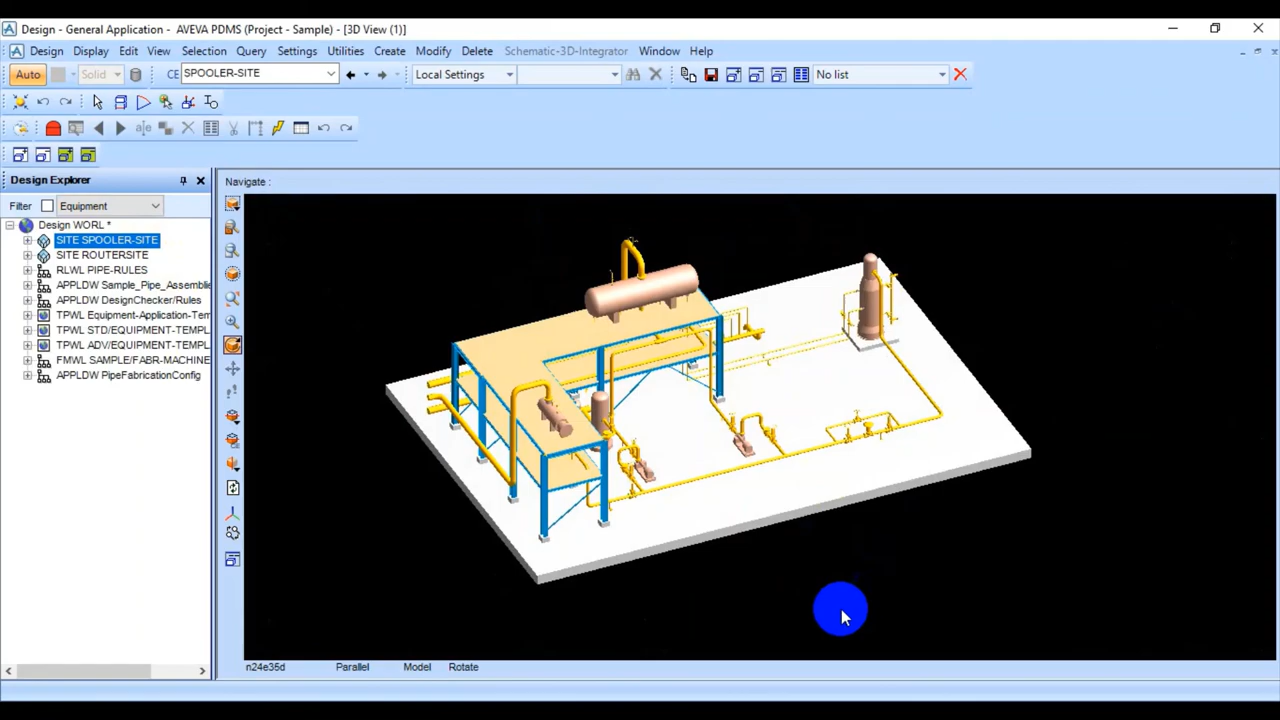 Design - General Application - AVEVA PDMS (Project - Sample) - [3D View (1)]
Design Display Edit View Selection Query Settings Utilities Create Modify Delete Schematic-3D-Integrator Window Help
Auto Solid CE SPOOLER-SITE Local Settings No list
Design Explorer
Navigate :
Filter Equipment
Design WORL *
SITE SPOOLER-SITE
SITE ROUTERSITE
RLWL PIPE-RULES
APPLDW Sample_Pipe_Assemblie
APPLDW DesignChecker/Rules
TPWL Equipment-Application-Tem
TPWL STD/EQUIPMENT-TEMPL
TPWL ADV/EQUIPMENT-TEMPL
FMWL SAMPLE/FABR-MACHINE
APPLDW PipeFabricationConfig
n24e35d Parallel Model Rotate